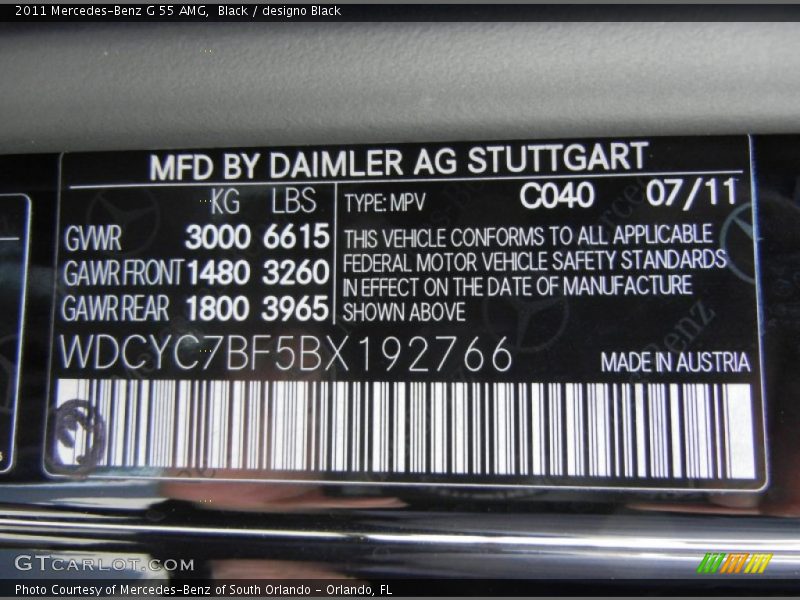 2011 Mercedes-Benz G 55 AMG,  Black / designo Black
MFD BY DAIMLER AG STUTTGART
KG LBS
GVWR 3000 6615
GAWR FRONT 1480 3260
GAWR REAR 1800 3965
TYPE: MPV C040 07/11
THIS VEHICLE CONFORMS TO ALL APPLICABLE
FEDERAL MOTOR VEHICLE SAFETY STANDARDS
IN EFFECT ON THE DATE OF MANUFACTURE
SHOWN ABOVE
WDCYC7BF5BX192766
MADE IN AUSTRIA
GTCARLOT.COM
Photo Courtesy of Mercedes-Benz of South Orlando - Orlando, FL